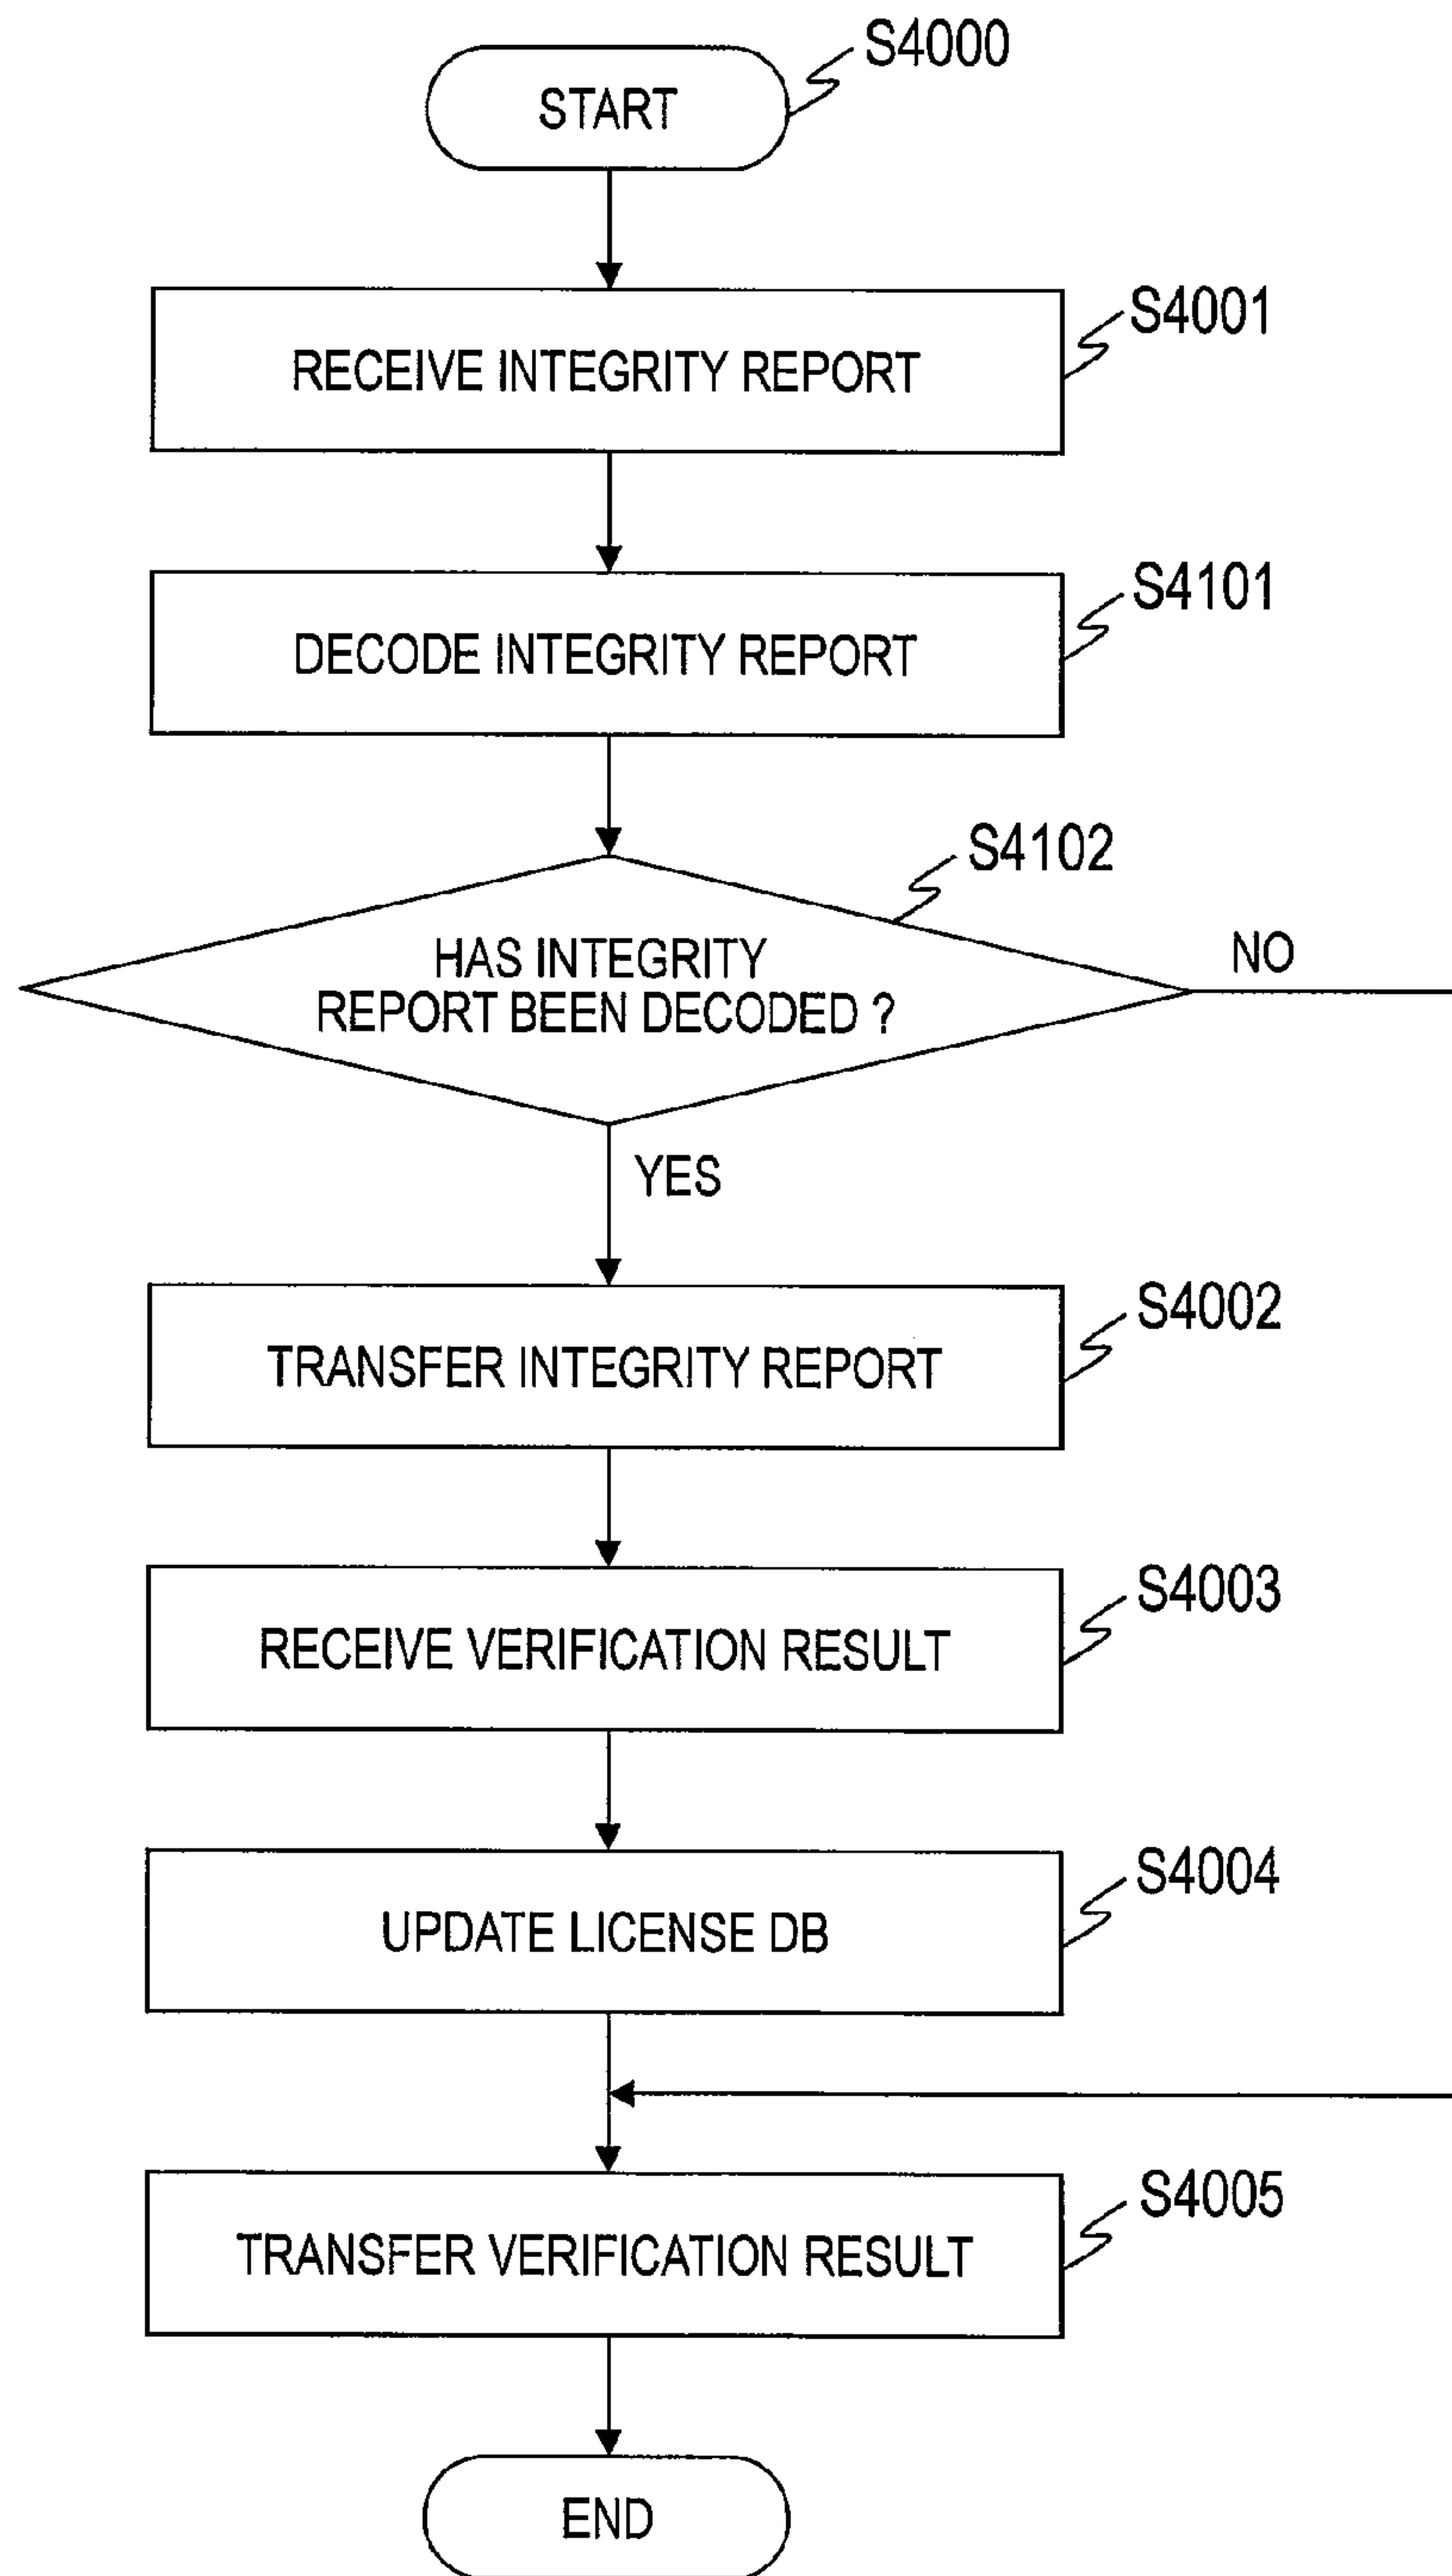 START
S4000
RECEIVE INTEGRITY REPORT
S4001
DECODE INTEGRITY REPORT
S4101
S4102
HAS INTEGRITY
REPORT BEEN DECODED ?
NO
YES
TRANSFER INTEGRITY REPORT
S4002
RECEIVE VERIFICATION RESULT
S4003
UPDATE LICENSE DB
S4004
TRANSFER VERIFICATION RESULT
S4005
END